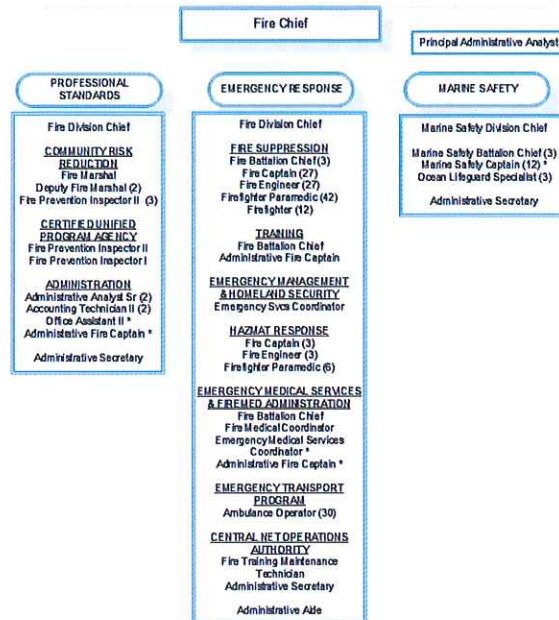 Fire Chief
Principal Administrative Analyst
PROFESSIONAL
STANDARDS
Fire Division Chief
COMMUNITY RISK
REDUCTION
Fire Marshal
Deputy Fire Marshal (2)
Fire Prevention Inspector II (3)
CERTIFIED UNIFIED
PROGRAM AGENCY
Fire Prevention Inspector II
Fire Prevention Inspector I
ADMINISTRATION
Administrative Analyst Sr (2)
Accounting Technician II (2)
Office Assistant II *
Administrative Fire Captain *
Administrative Secretary
EMERGENCY RESPONSE
Fire Division Chief
FIRE SUPPRESSION
Fire Battalion Chief (3)
Fire Captain (27)
Fire Engineer (27)
Firefighter Paramedic (42)
Firefighter (12)
TRAINING
Fire Battalion Chief
Administrative Fire Captain
EMERGENCY MANAGEMENT
& HOMELAND SECURITY
Emergency Svcs Coordinator
HAZMAT RESPONSE
Fire Captain (3)
Fire Engineer (3)
Firefighter Paramedic (6)
EMERGENCY MEDICAL SERVICES
& FIREMED ADMINISTRATION
Fire Battalion Chief
Fire Medical Coordinator
Emergency Medical Services
Coordinator *
Administrative Fire Captain *
EMERGENCY TRANSPORT
PROGRAM
Ambulance Operator (30)
CENTRAL NET OPERATIONS
AUTHORITY
Fire Training Maintenance
Technician
Administrative Secretary
Administrative Aide
MARINE SAFETY
Marine Safety Division Chief
Marine Safety Battalion Chief (3)
Marine Safety Captain (12) *
Ocean Lifeguard Specialist (3)
Administrative Secretary